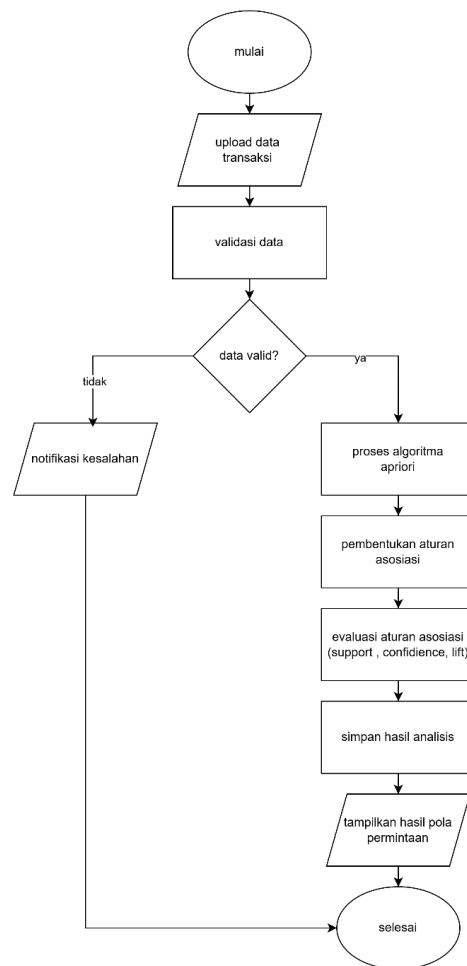 mulai
upload data
transaksi
validasi data
data valid?
tidak
ya
notifikasi kesalahan
proses algoritma
apriori
pembentukan aturan
asosiasi
evaluasi aturan asosiasi
(support , confidience, lift)
simpan hasil analisis
tampilkan hasil pola
permintaan
selesai